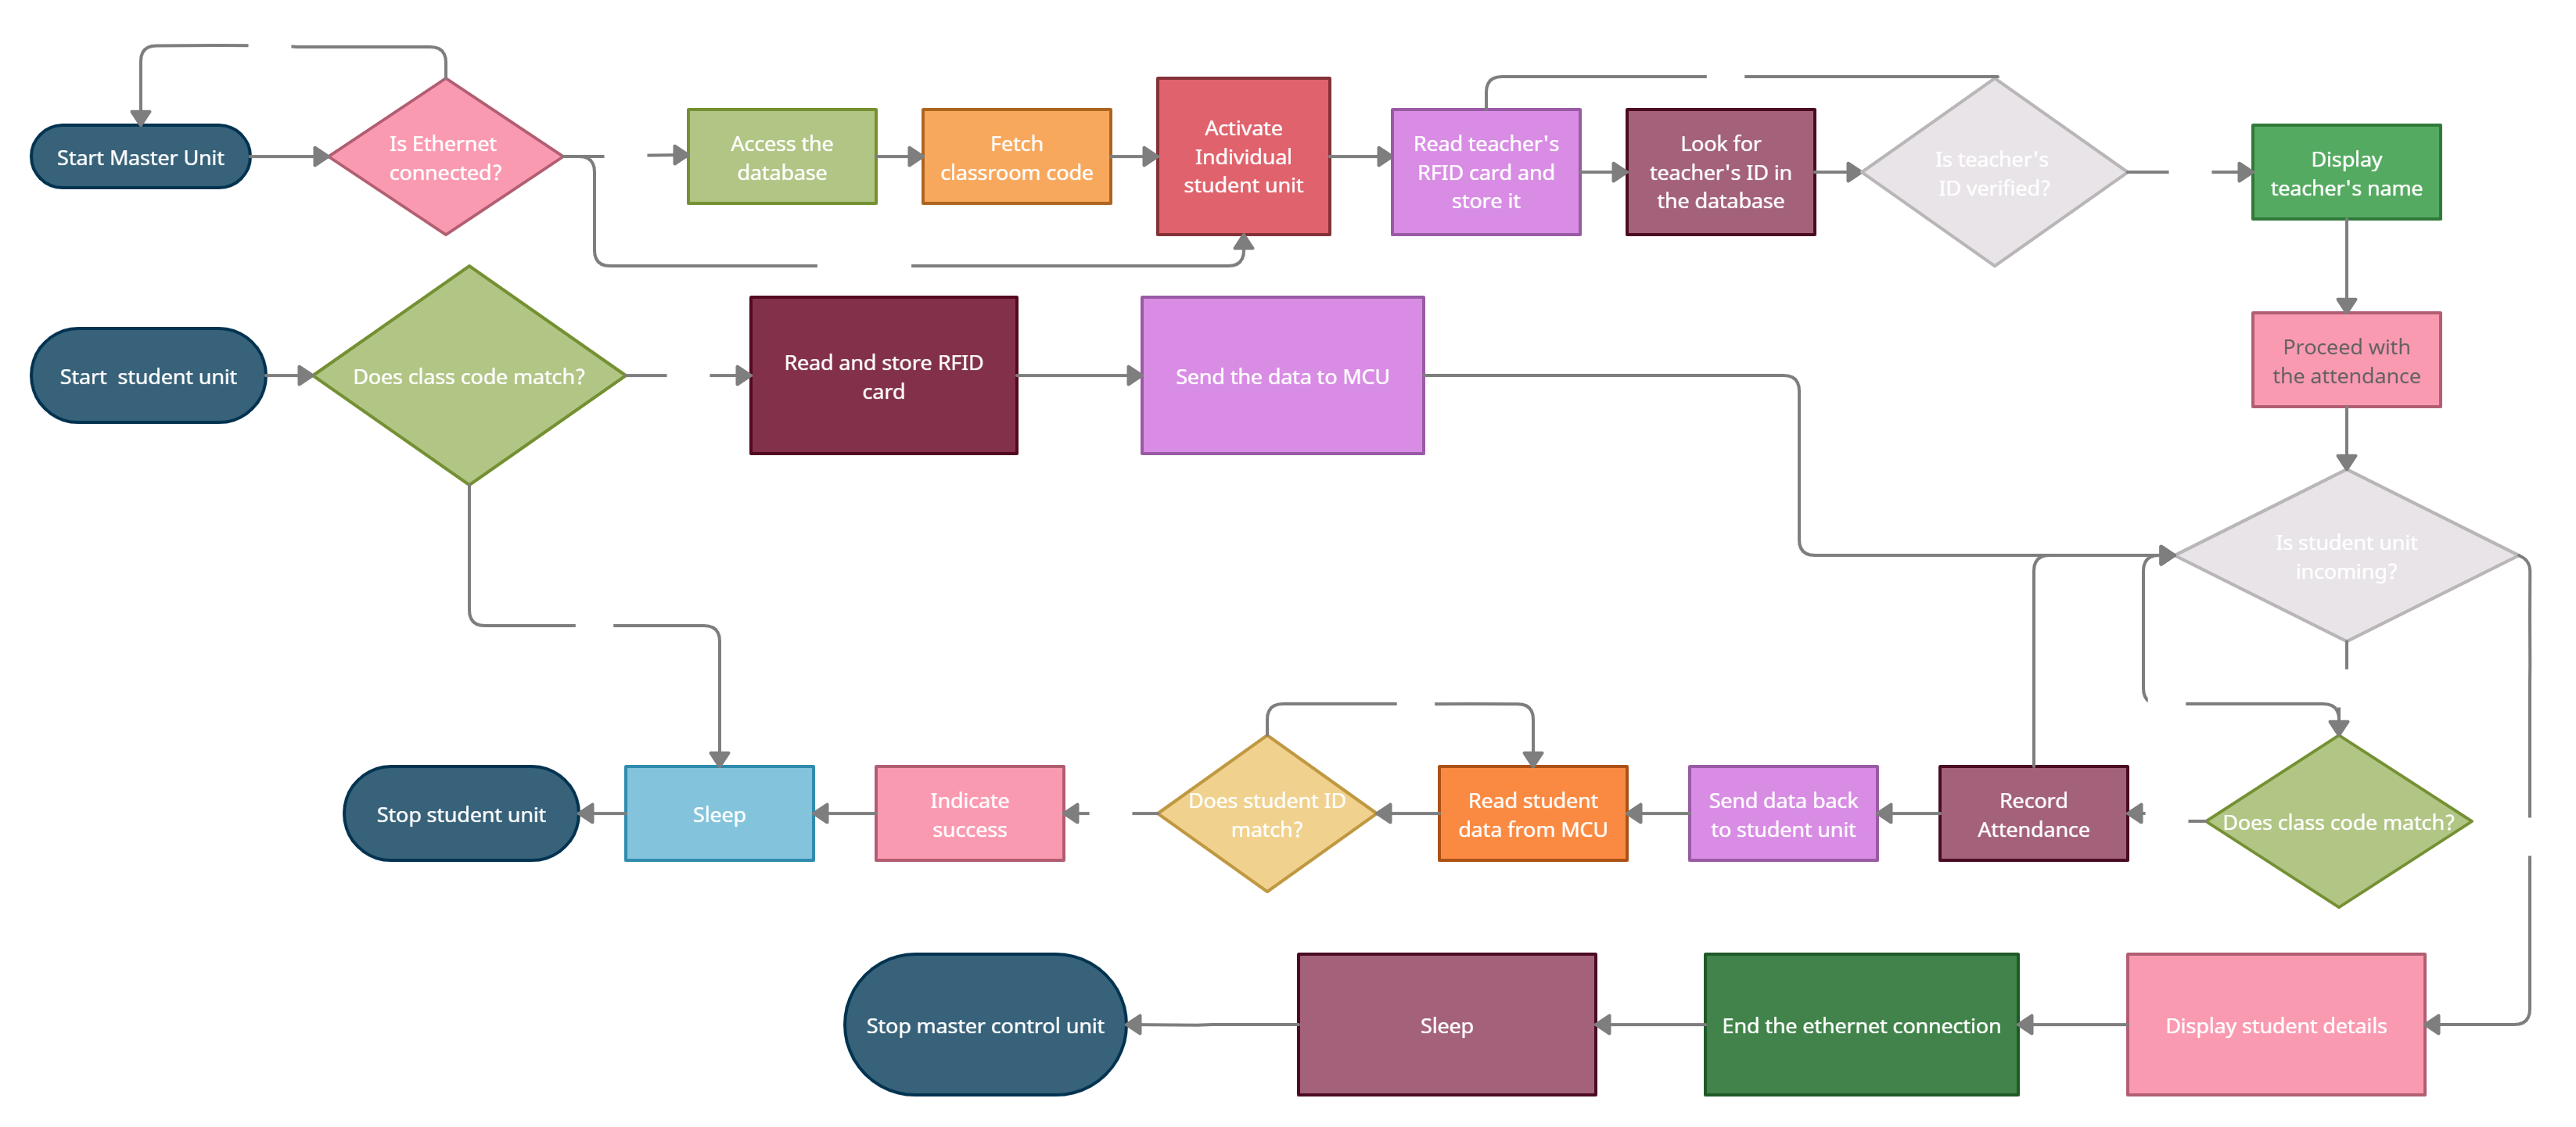 Start Master Unit
Is Ethernet
connected?
Access the
database
Fetch
classroom code
Activate
Individual
student unit
Read teacher's
RFID card and
store it
Look for
teacher's ID in
the database
Is teacher's
ID verified?
Display
teacher's name
Start  student unit
Does class code match?
Read and store RFID
card
Send the data to MCU
Proceed with
the attendance
Is student unit
incoming?
Stop student unit
Sleep
Indicate
success
Does student ID
match?
Read student
data from MCU
Send data back
to student unit
Record
Attendance
Does class code match?
Stop master control unit
Sleep
End the ethernet connection
Display student details